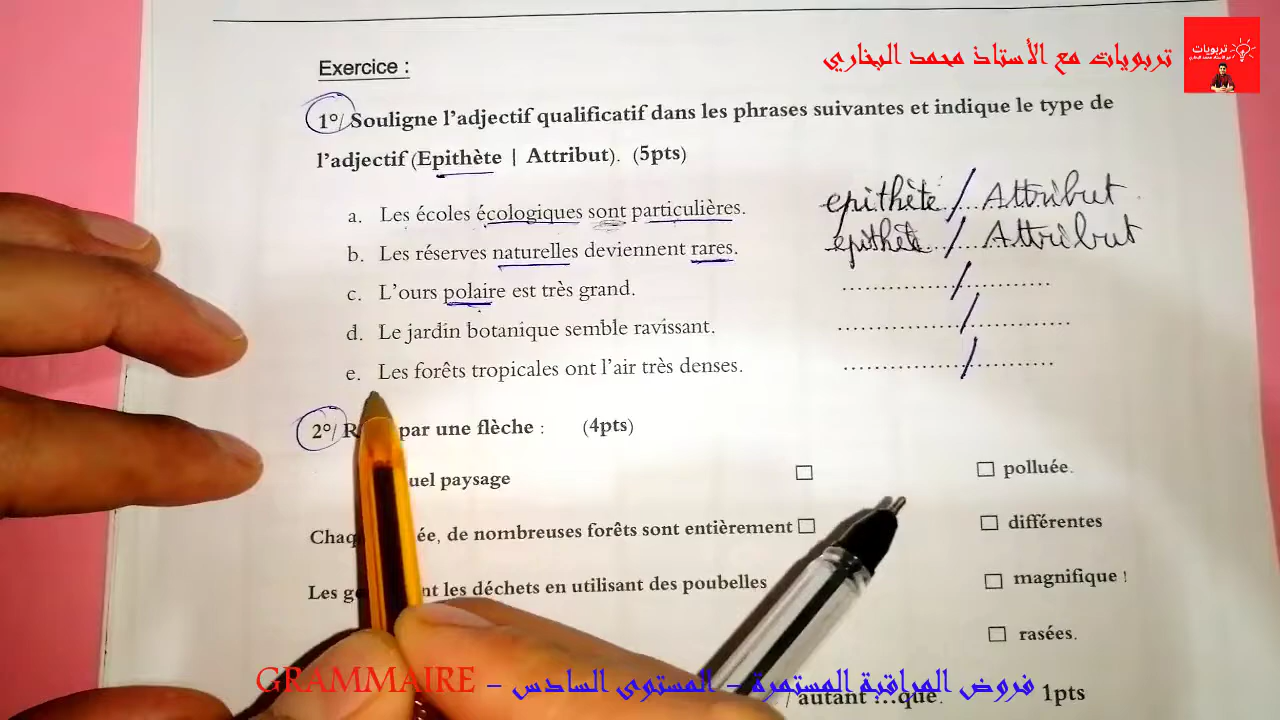 تربويات مع الأستاذ محمد البخاري
تربويات
Exercice :
1°/ Souligne l'adjectif qualificatif dans les phrases suivantes et indique le type de
l'adjectif (Epithète | Attribut). (5pts)
a. Les écoles écologiques sont particulières. epithète / Attribut
b. Les réserves naturelles deviennent rares. epithète / Attribut
c. L'ours polaire est très grand. ............../............
d. Le jardin botanique semble ravissant. ............../............
e. Les forêts tropicales ont l'air très denses. ............../............
2°/ par une flèche : (4pts)
paysage ☐ ☐ polluée.
de nombreuses forêts sont entièrement ☐ ☐ différentes
Les les déchets en utilisant des poubelles ☐ magnifique !
☐ rasées.
GRAMMAIRE – فروض المراقبة المستمرة – المستوى السادس
/ autant ...que. 1pts